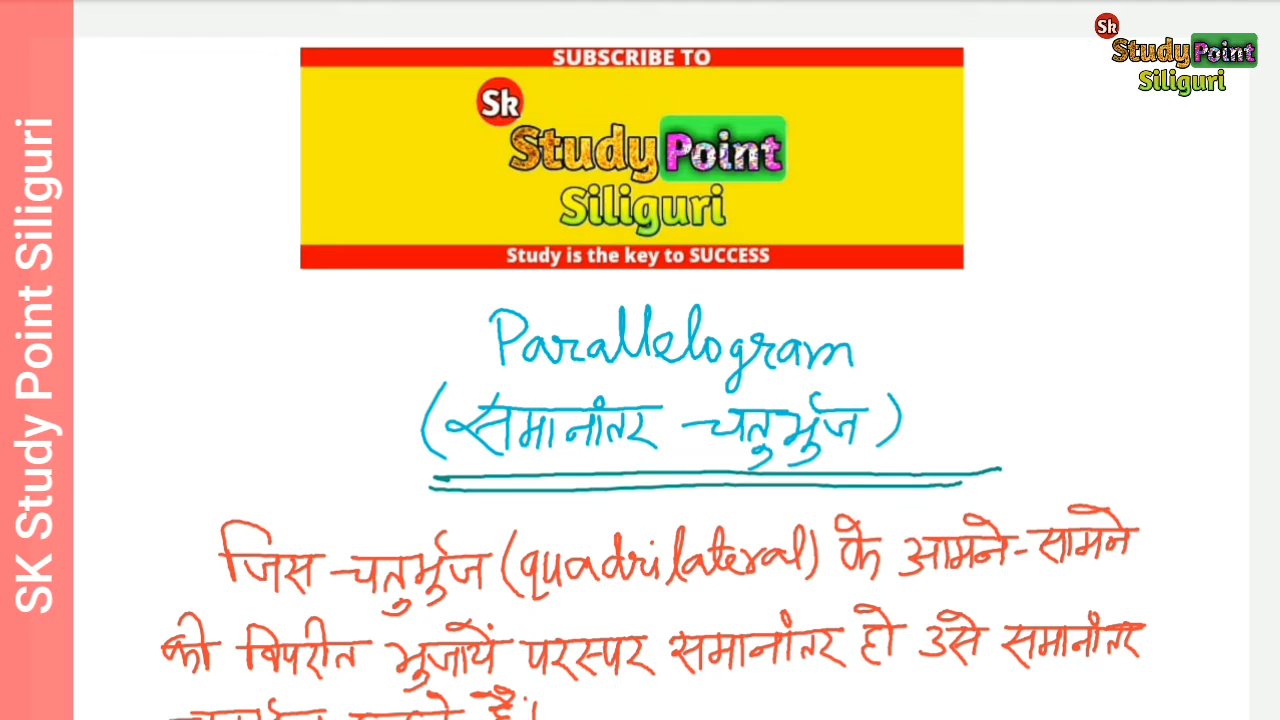 SK Study Point Siliguri
SUBSCRIBE TO
Sk
Study Point
Siliguri
Study is the key to SUCCESS
Sk
Study Point
Siliguri
Parallelogram
(समानांतर चतुर्भुज)
जिस चतुर्भुज (quadrilateral) के आमने-सामने
की विपरीत भुजायें परस्पर समानांतर हो उसे समानांतर